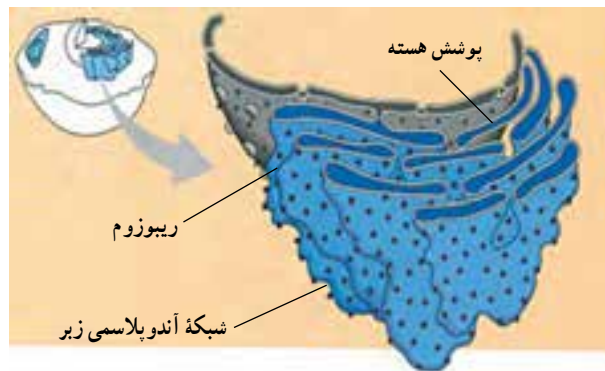 پوشش هسته
ریبوزوم
شبکهٔ آندوپلاسمی زبر